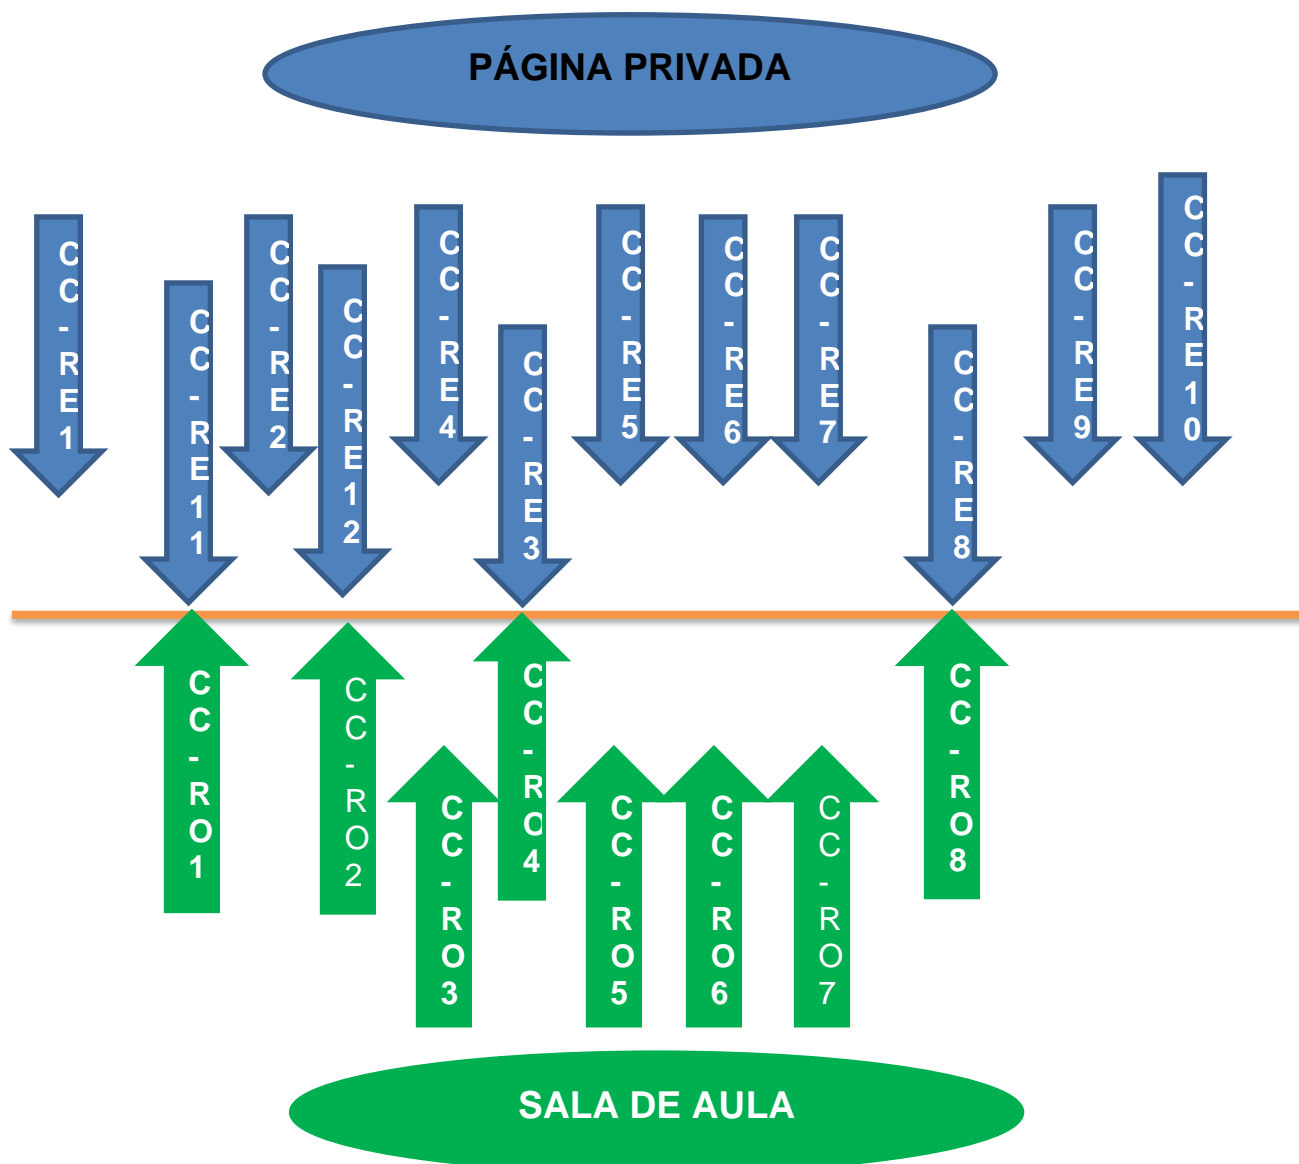 PÁGINA PRIVADA
CC-RE1
CC-RE11
CC-RE2
CC-RE12
CC-RE4
CC-RE3
CC-RE5
CC-RE6
CC-RE7
CC-RE8
CC-RE9
CC-RE10
CC-RO1
CC-RO2
CC-RO3
CC-RO4
CC-RO5
CC-RO6
CC-RO7
CC-RO8
SALA DE AULA